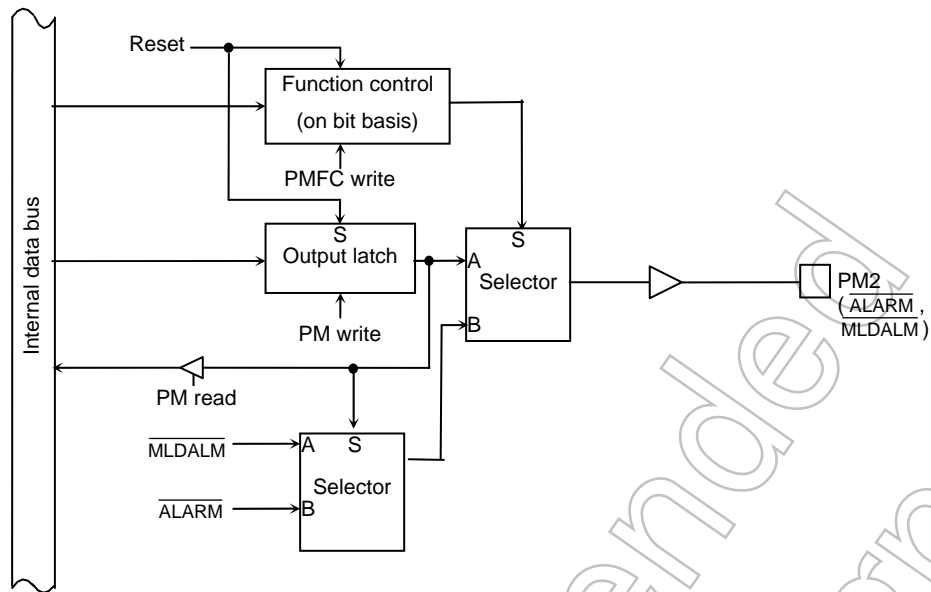 Reset
Function control
(on bit basis)
PMFC write
Internal data bus
S
Output latch
PM write
S
A
Selector
B
PM2
(ALARM,
MLDALM)
PM read
MLDALM
A
S
Selector
ALARM
B
ended